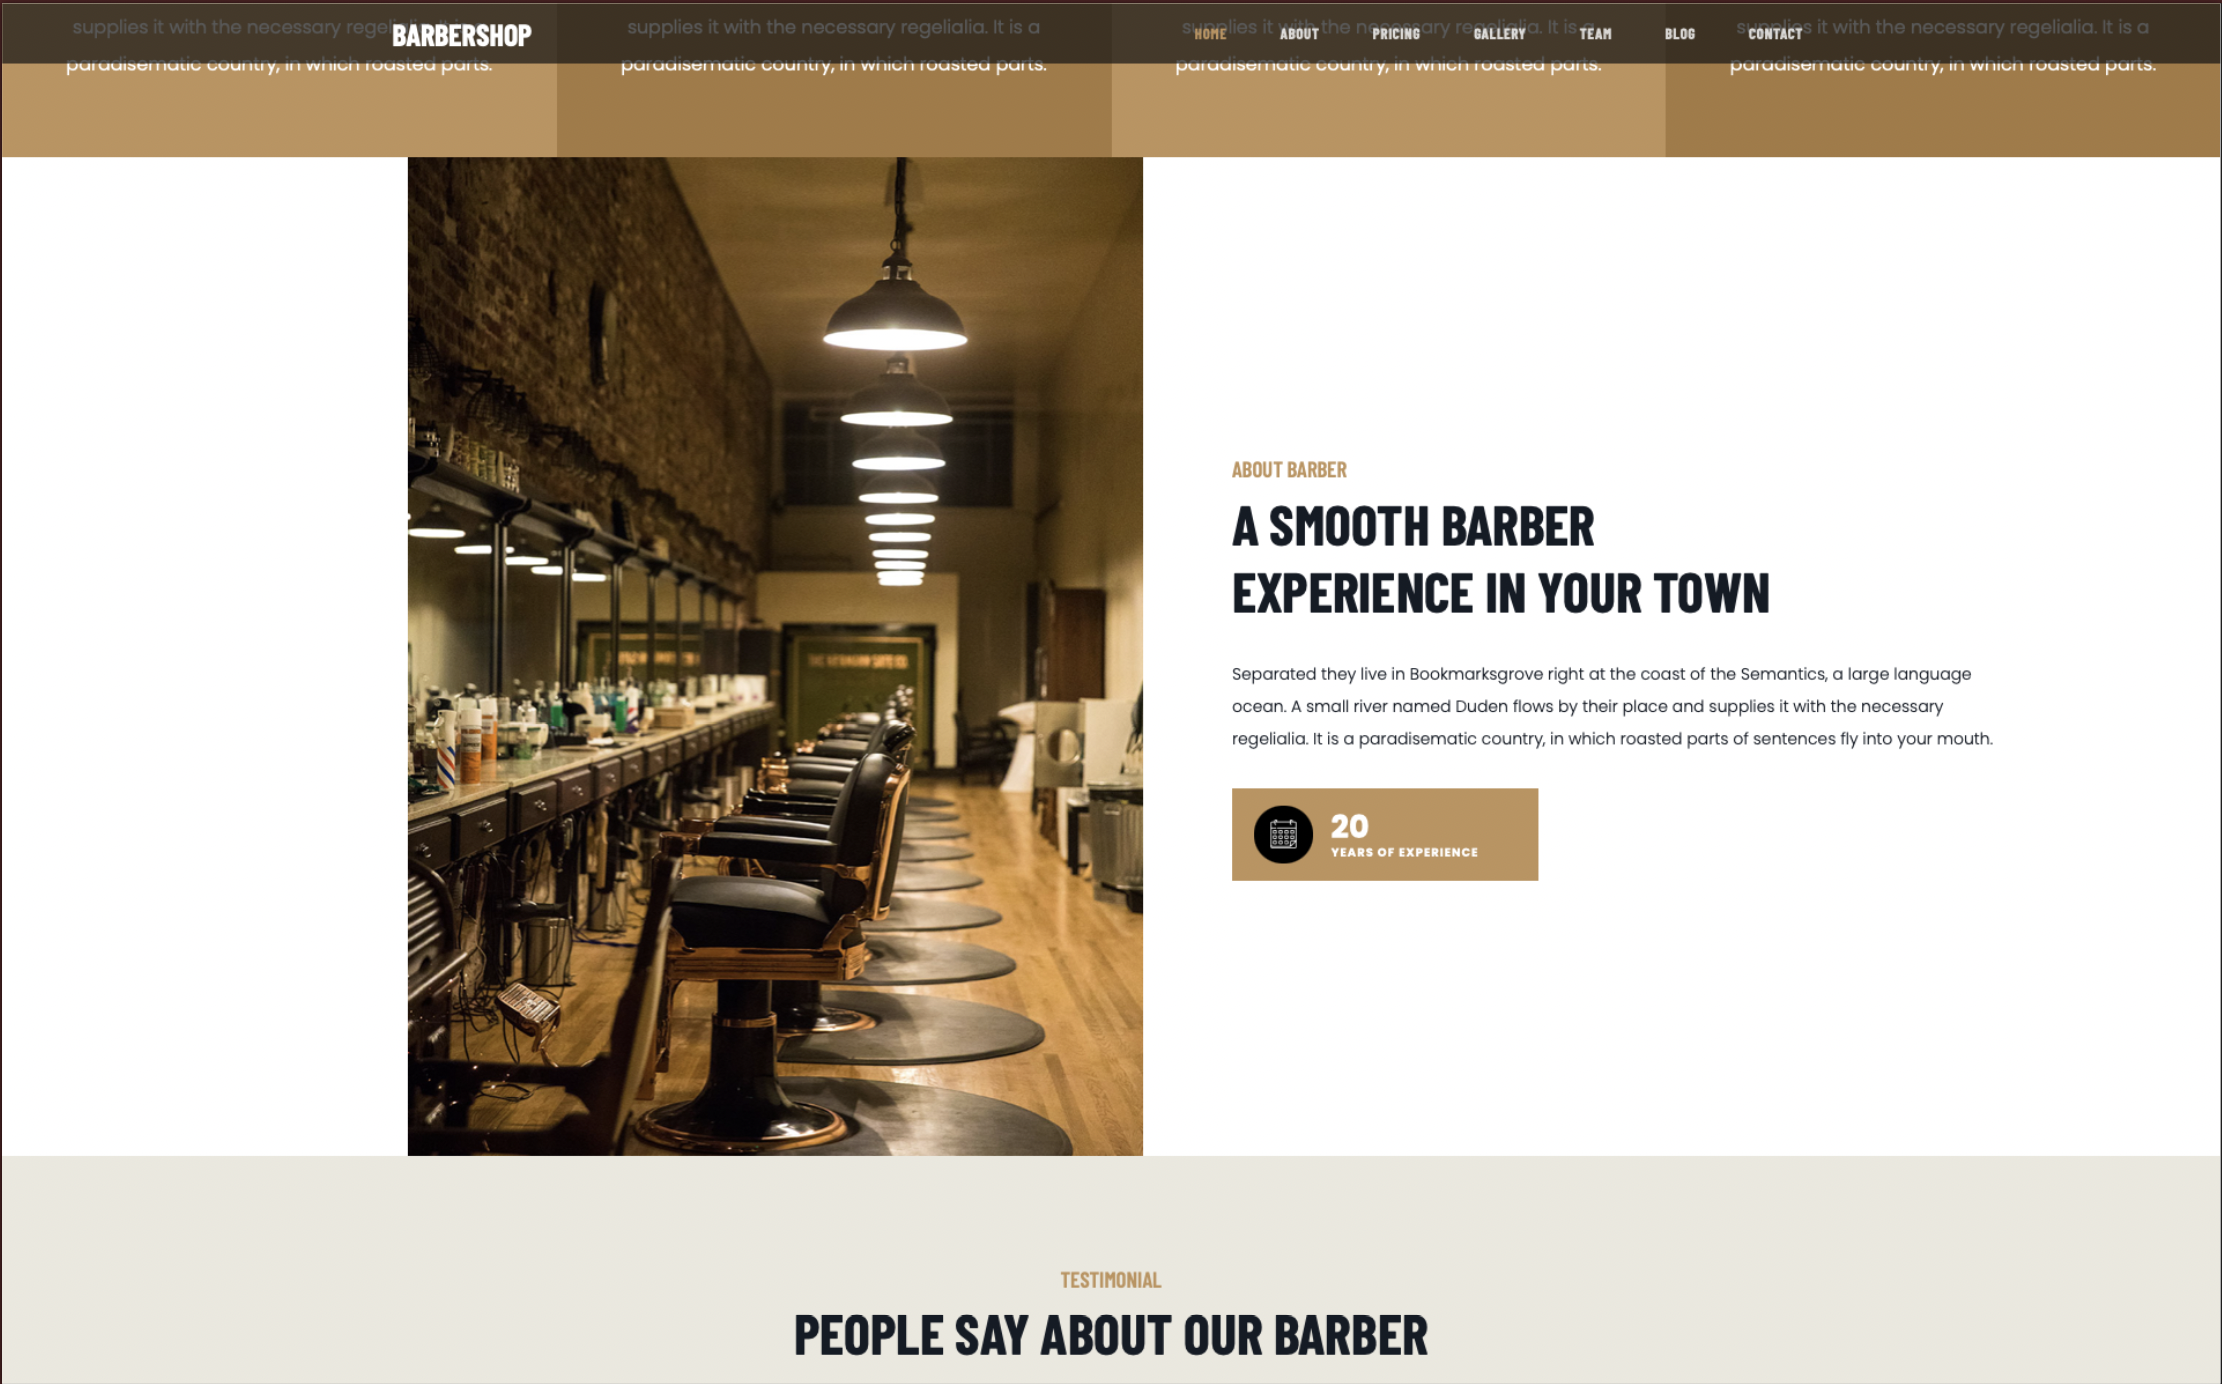 supplies it with the necessary regelialia. It is a
supplies it with the necessary regelialia. It is a
supplies it with the necessary regelialia. It is a
supplies it with the necessary regelialia. It is a
BARBERSHOP
HOME
ABOUT
PRICING
GALLERY
TEAM
BLOG
CONTACT
paradisematic country, in which roasted parts.
paradisematic country, in which roasted parts.
paradisematic country, in which roasted parts.
paradisematic country, in which roasted parts.
ABOUT BARBER
A SMOOTH BARBER
EXPERIENCE IN YOUR TOWN
Separated they live in Bookmarksgrove right at the coast of the Semantics, a large language
ocean. A small river named Duden flows by their place and supplies it with the necessary
regelialia. It is a paradisematic country, in which roasted parts of sentences fly into your mouth.
20
YEARS OF EXPERIENCE
TESTIMONIAL
PEOPLE SAY ABOUT OUR BARBER